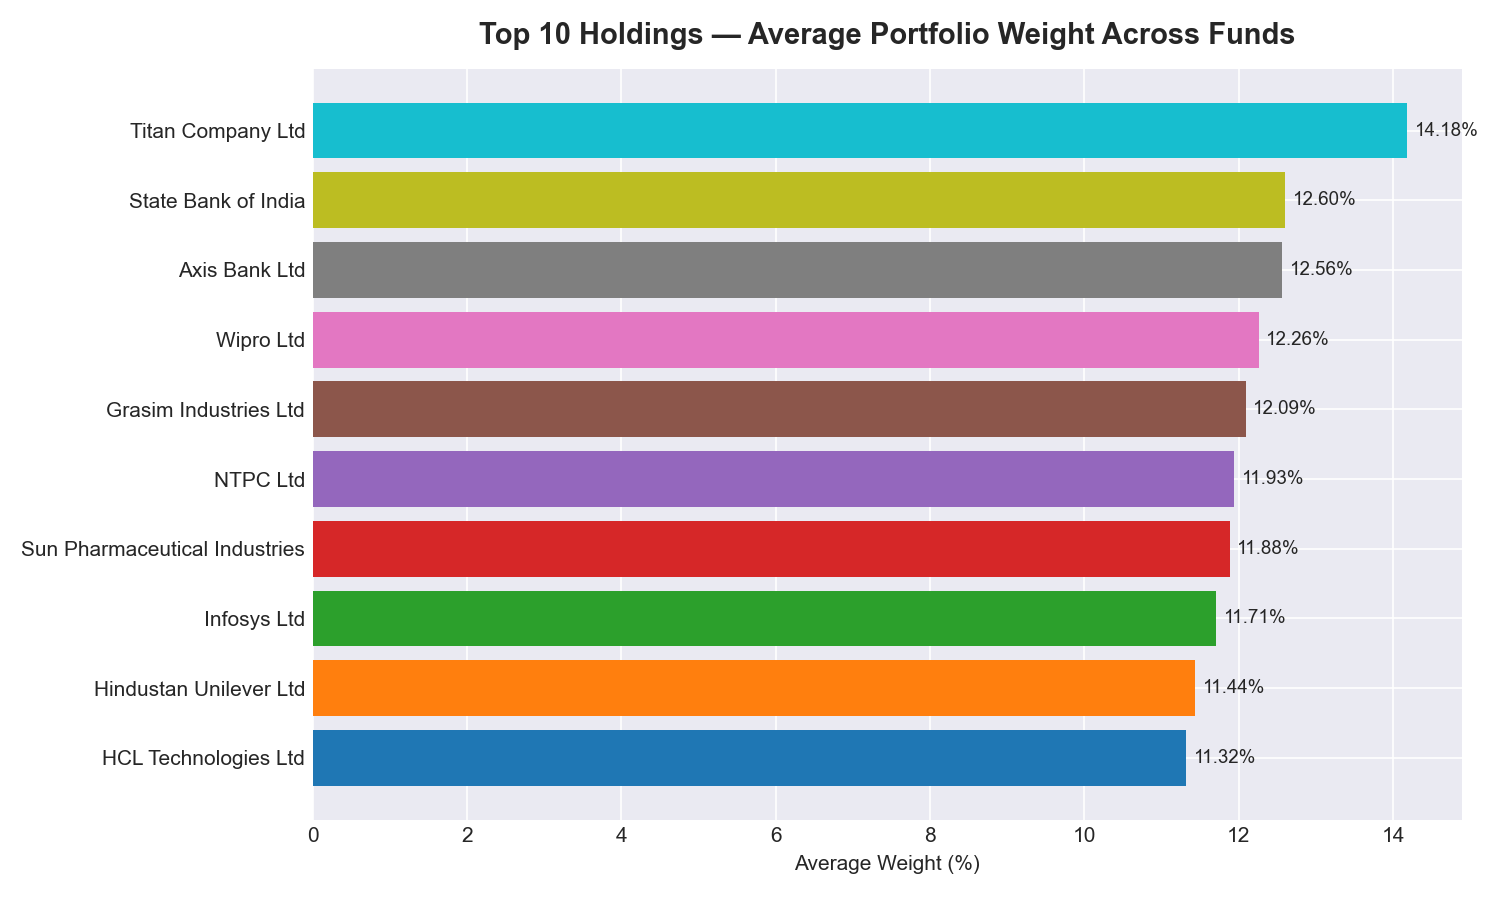 Top 10 Holdings — Average Portfolio Weight Across Funds
Titan Company Ltd 14.18%
State Bank of India 12.60%
Axis Bank Ltd 12.56%
Wipro Ltd 12.26%
Grasim Industries Ltd 12.09%
NTPC Ltd 11.93%
Sun Pharmaceutical Industries 11.88%
Infosys Ltd 11.71%
Hindustan Unilever Ltd 11.44%
HCL Technologies Ltd 11.32%
0 2 4 6 8 10 12 14
Average Weight (%)